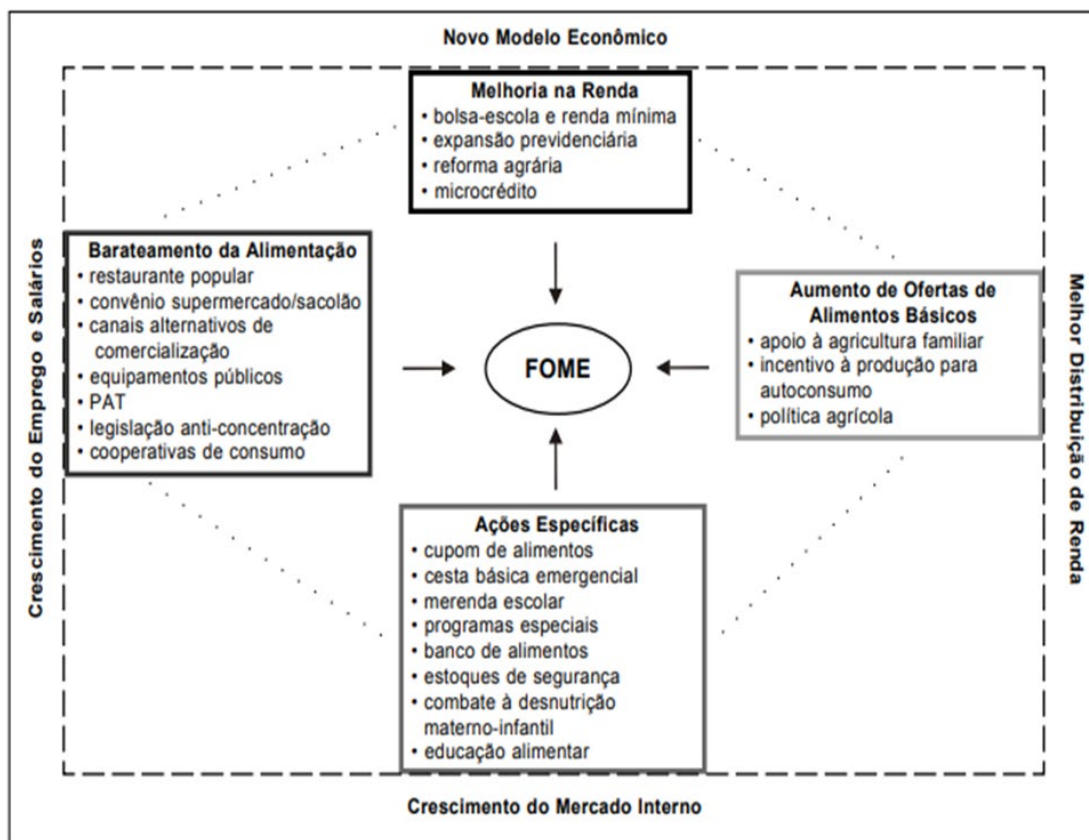 Novo Modelo Econômico
Melhoria na Renda
• bolsa-escola e renda mínima
• expansão previdenciária
• reforma agrária
• microcrédito
Crescimento do Emprego e Salários
Barateamento da Alimentação
• restaurante popular
• convênio supermercado/sacolão
• canais alternativos de
comercialização
• equipamentos públicos
• PAT
• legislação anti-concentração
• cooperativas de consumo
FOME
Aumento de Ofertas de
Alimentos Básicos
• apoio à agricultura familiar
• incentivo à produção para
autoconsumo
• política agrícola
Melhor Distribuição de Renda
Ações Específicas
• cupom de alimentos
• cesta básica emergencial
• merenda escolar
• programas especiais
• banco de alimentos
• estoques de segurança
• combate à desnutrição
materno-infantil
• educação alimentar
Crescimento do Mercado Interno